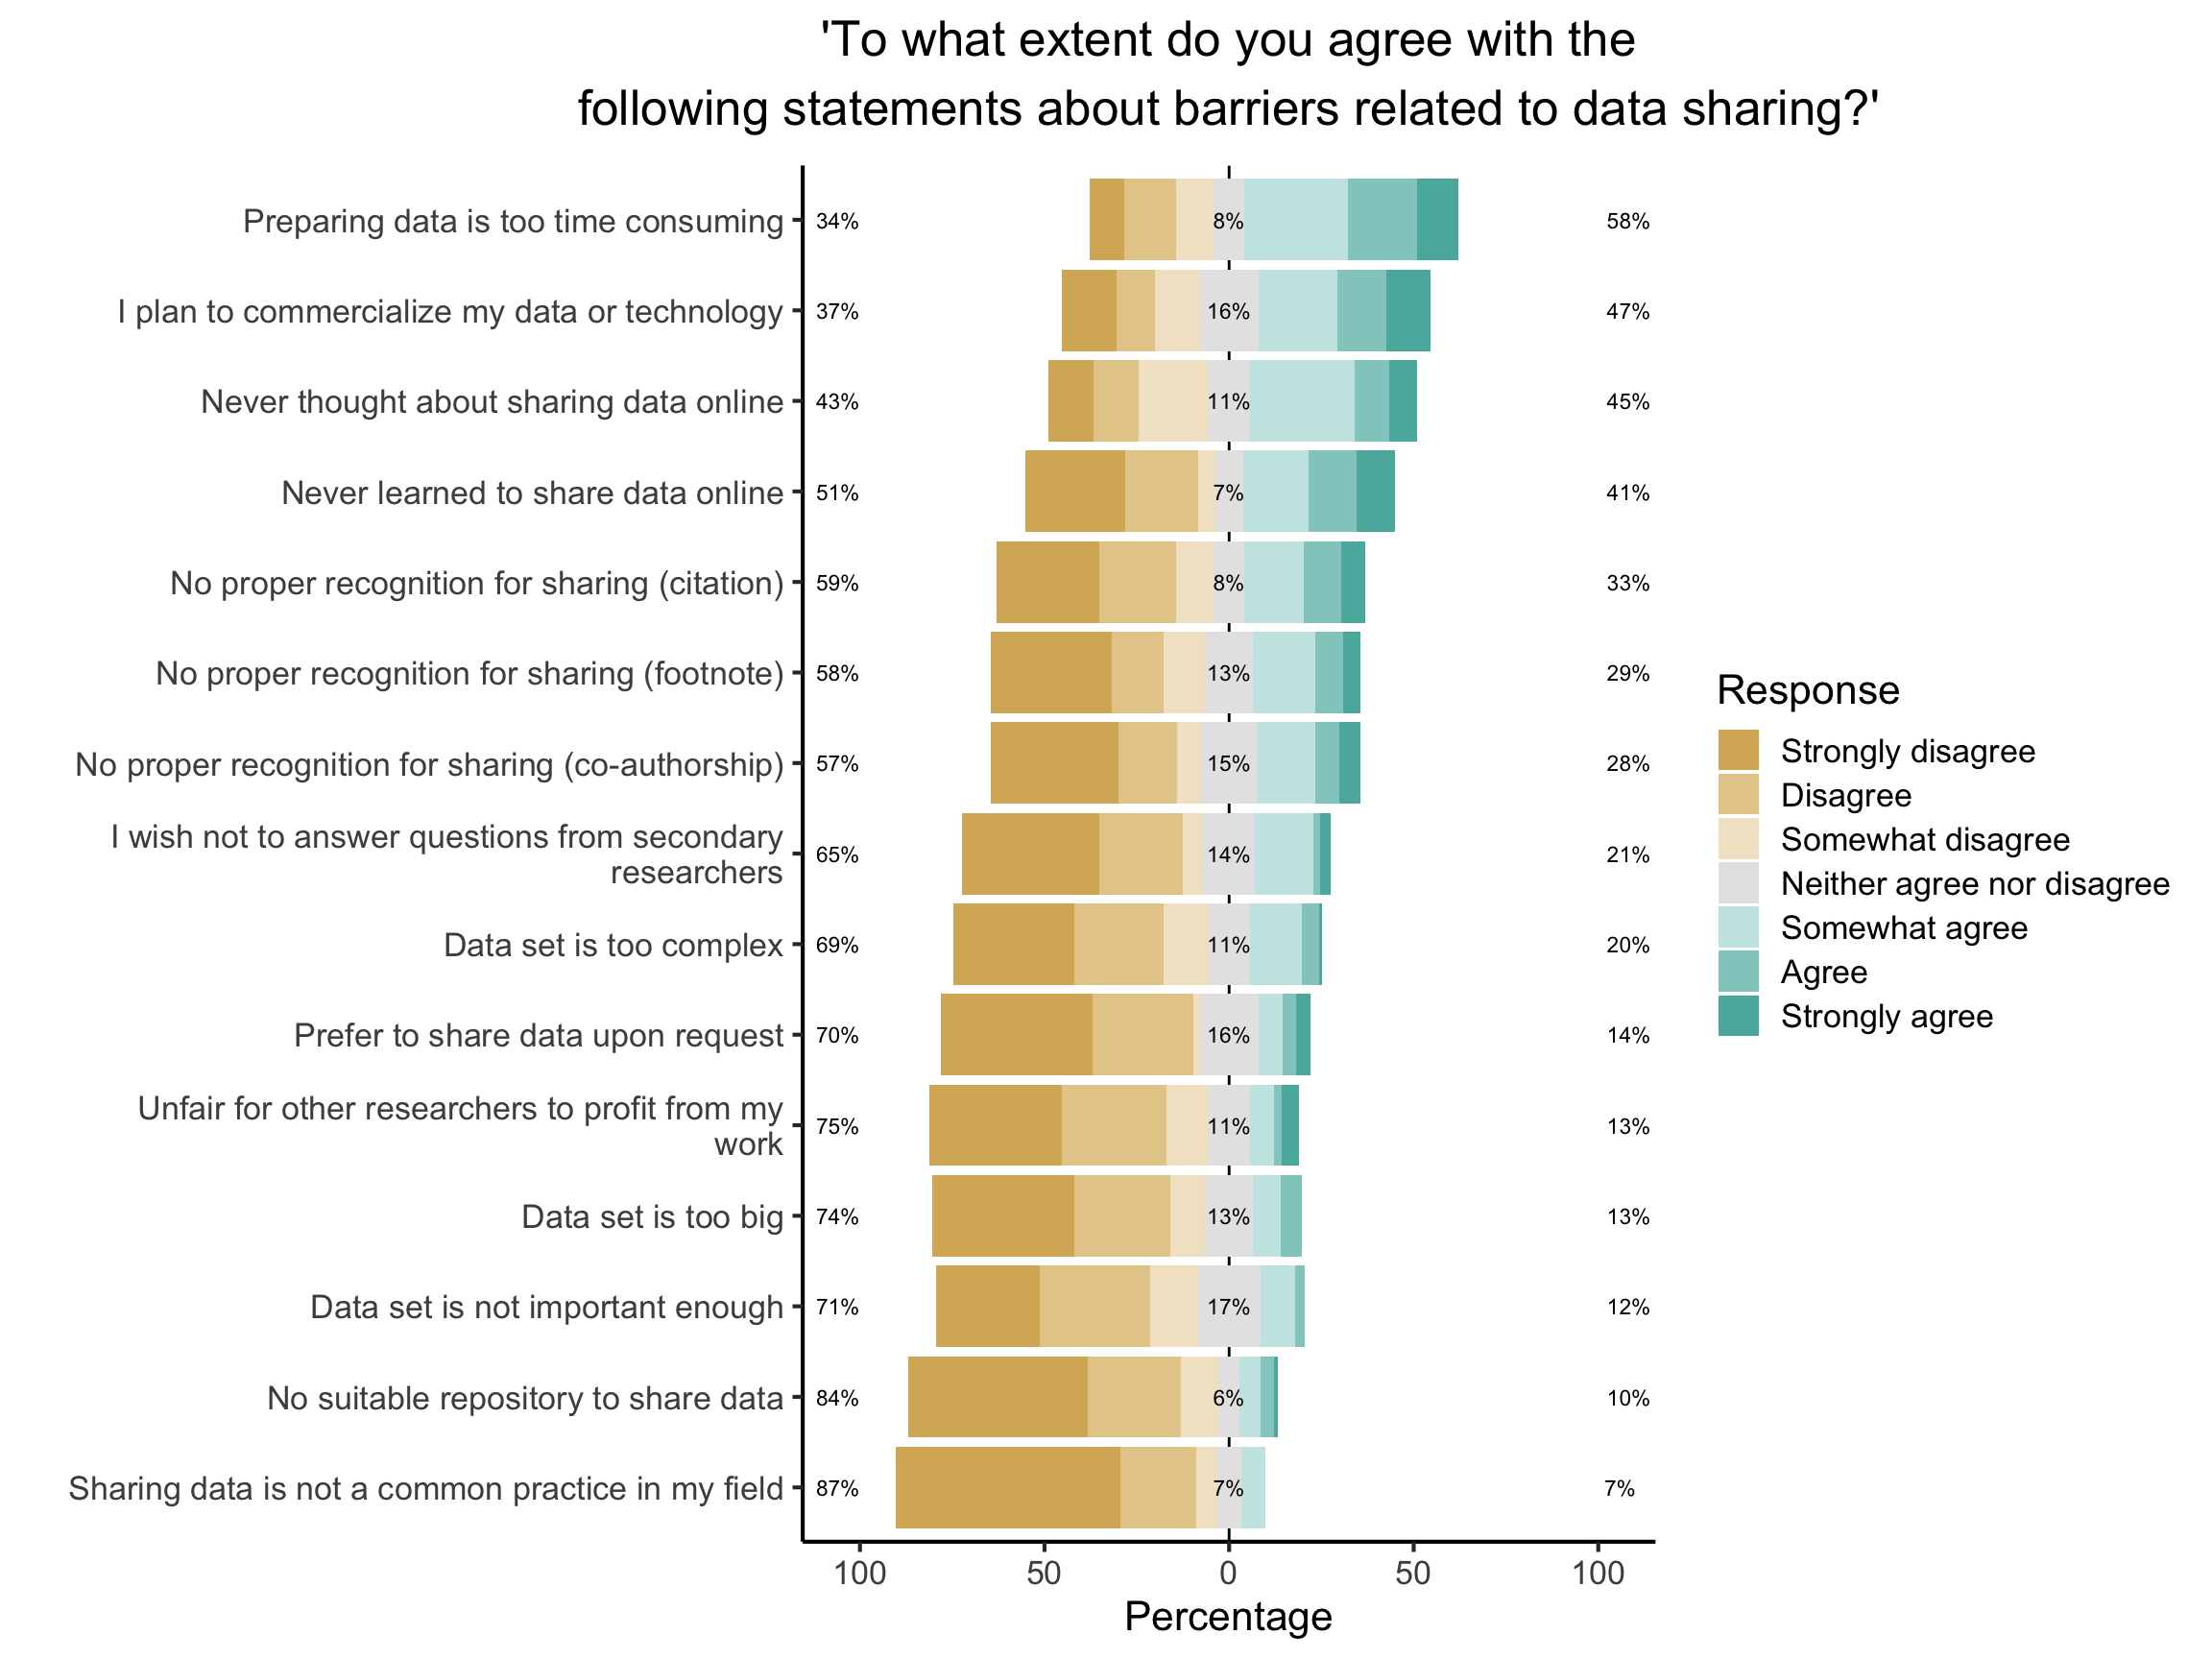 'To what extent do you agree with the
following statements about barriers related to data sharing?'
Preparing data is too time consuming 34% 8% 58%
I plan to commercialize my data or technology 37% 16% 47%
Never thought about sharing data online 43% 11% 45%
Never learned to share data online 51% 7% 41%
No proper recognition for sharing (citation) 59% 8% 33%
No proper recognition for sharing (footnote) 58% 13% 29%
No proper recognition for sharing (co-authorship) 57% 15% 28%
I wish not to answer questions from secondary
researchers 65% 14% 21%
Data set is too complex 69% 11% 20%
Prefer to share data upon request 70% 16% 14%
Unfair for other researchers to profit from my
work 75% 11% 13%
Data set is too big 74% 13% 13%
Data set is not important enough 71% 17% 12%
No suitable repository to share data 84% 6% 10%
Sharing data is not a common practice in my field 87% 7% 7%
100 50 0 50 100
Percentage
Response
Strongly disagree
Disagree
Somewhat disagree
Neither agree nor disagree
Somewhat agree
Agree
Strongly agree